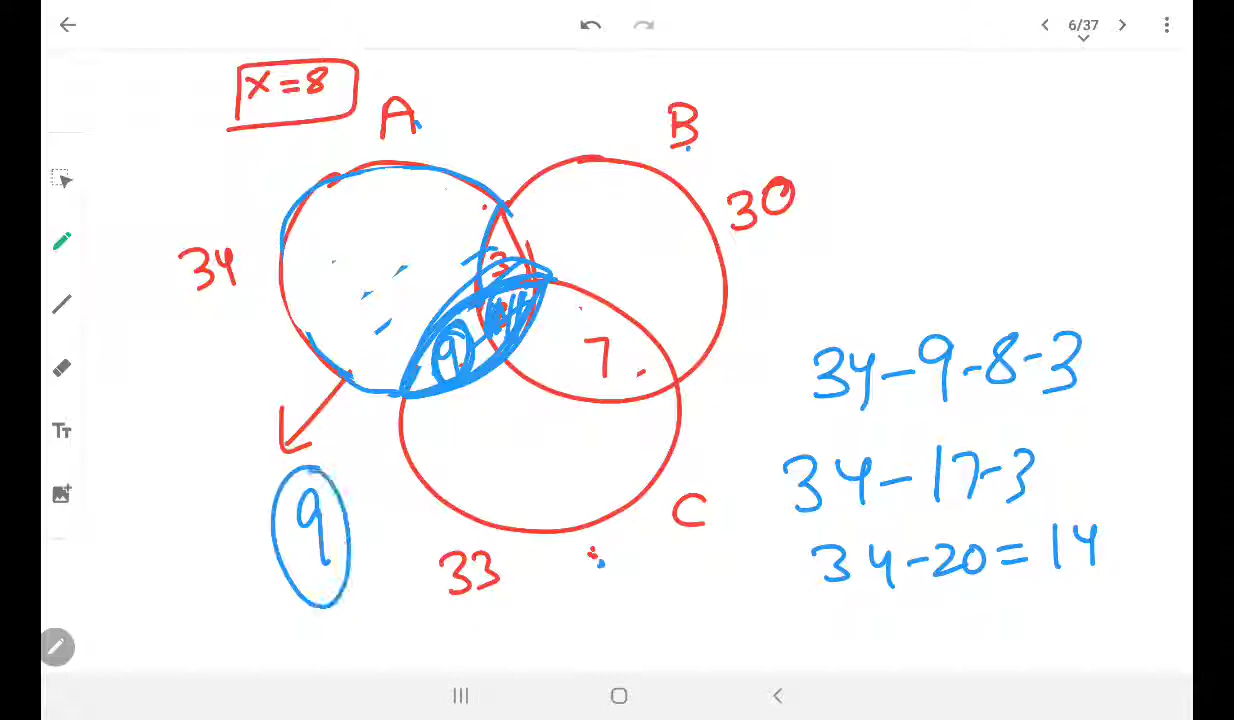 6/37
x = 8
A
B
30
34
3
9
7
34 - 9 - 8 - 3
34 - 17 - 3
34 - 20 = 14
9
C
33
Tт